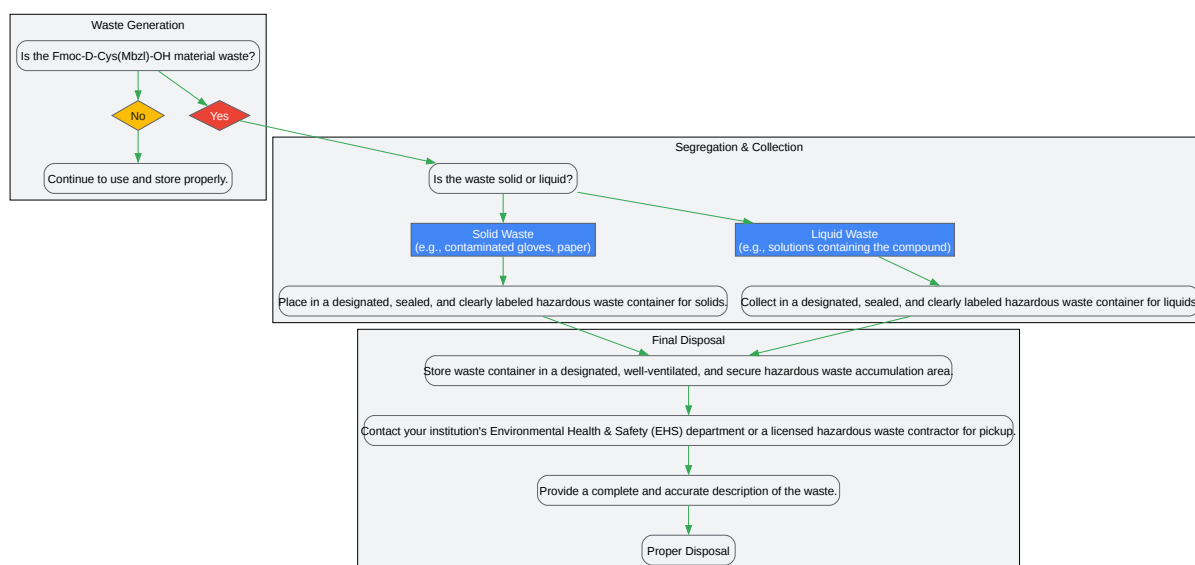 Waste Generation
Is the Fmoc-D-Cys(Mbzl)-OH material waste?
No
Yes
Continue to use and store properly.
Segregation & Collection
Is the waste solid or liquid?
Solid Waste
(e.g., contaminated gloves, paper)
Liquid Waste
(e.g., solutions containing the compound)
Place in a designated, sealed, and clearly labeled hazardous waste container for solids.
Collect in a designated, sealed, and clearly labeled hazardous waste container for liquids
Final Disposal
Store waste container in a designated, well-ventilated, and secure hazardous waste accumulation area.
Contact your institution's Environmental Health & Safety (EHS) department or a licensed hazardous waste contractor for pickup.
Provide a complete and accurate description of the waste.
Proper Disposal